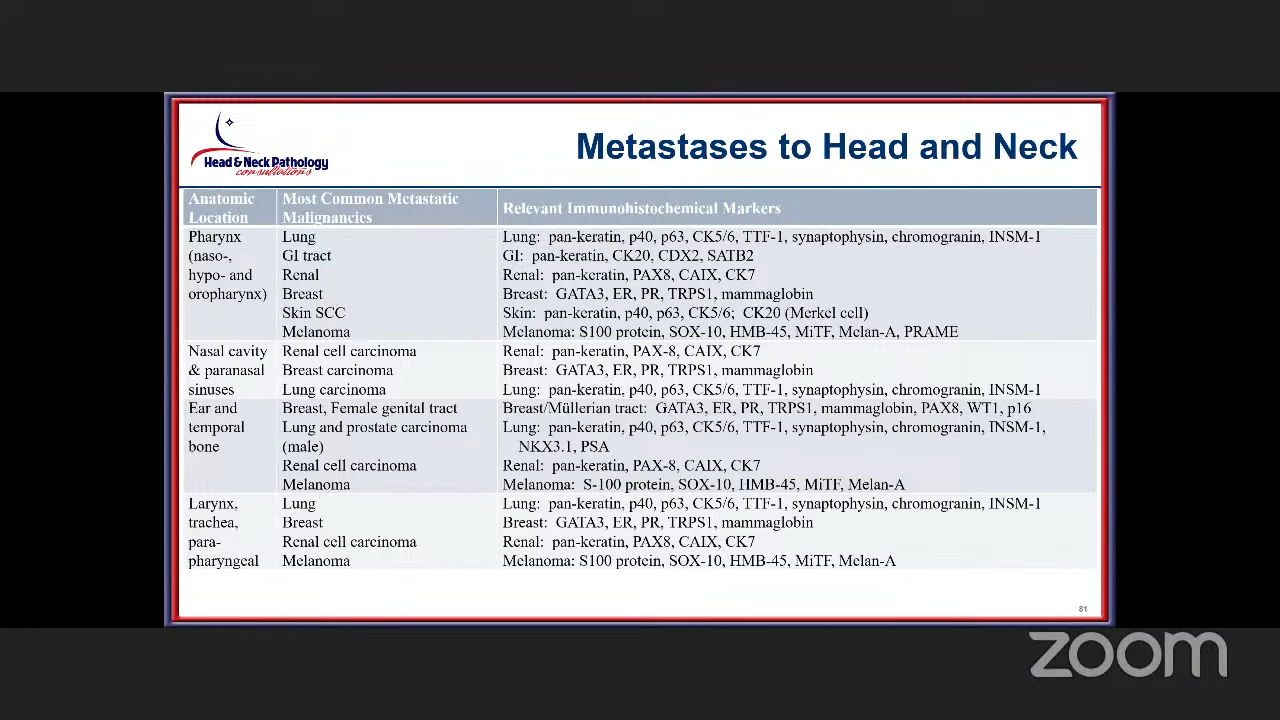 Head & Neck Pathology
consultations
Metastases to Head and Neck
Anatomic Location
Most Common Metastatic Malignancies
Relevant Immunohistochemical Markers
Pharynx (naso-, hypo- and oropharynx)
Lung
Lung: pan-keratin, p40, p63, CK5/6, TTF-1, synaptophysin, chromogranin, INSM-1
GI tract
GI: pan-keratin, CK20, CDX2, SATB2
Renal
Renal: pan-keratin, PAX8, CAIX, CK7
Breast
Breast: GATA3, ER, PR, TRPS1, mammaglobin
Skin SCC
Skin: pan-keratin, p40, p63, CK5/6; CK20 (Merkel cell)
Melanoma
Melanoma: S100 protein, SOX-10, HMB-45, MiTF, Melan-A, PRAME
Nasal cavity & paranasal sinuses
Renal cell carcinoma
Renal: pan-keratin, PAX-8, CAIX, CK7
Breast carcinoma
Breast: GATA3, ER, PR, TRPS1, mammaglobin
Lung carcinoma
Lung: pan-keratin, p40, p63, CK5/6, TTF-1, synaptophysin, chromogranin, INSM-1
Ear and temporal bone
Breast, Female genital tract
Breast/Müllerian tract: GATA3, ER, PR, TRPS1, mammaglobin, PAX8, WT1, p16
Lung and prostate carcinoma (male)
Lung: pan-keratin, p40, p63, CK5/6, TTF-1, synaptophysin, chromogranin, INSM-1,
NKX3.1, PSA
Renal cell carcinoma
Renal: pan-keratin, PAX-8, CAIX, CK7
Melanoma
Melanoma: S-100 protein, SOX-10, HMB-45, MiTF, Melan-A
Larynx, trachea, para-pharyngeal
Lung
Lung: pan-keratin, p40, p63, CK5/6, TTF-1, synaptophysin, chromogranin, INSM-1
Breast
Breast: GATA3, ER, PR, TRPS1, mammaglobin
Renal cell carcinoma
Renal: pan-keratin, PAX8, CAIX, CK7
Melanoma
Melanoma: S100 protein, SOX-10, HMB-45, MiTF, Melan-A
81
zoom